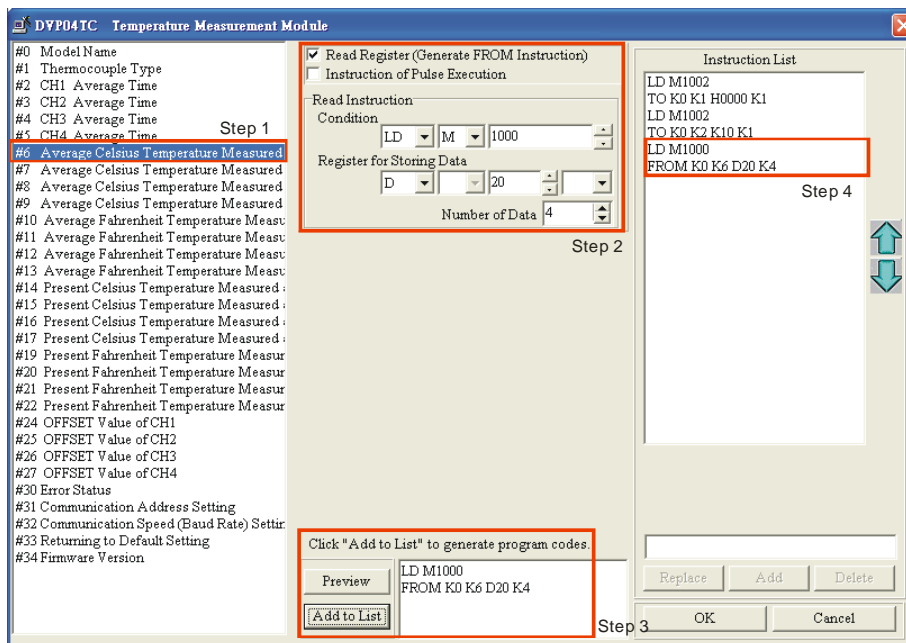 DVP04TC Temperature Measurement Module
#0 Model Name
#1 Thermocouple Type
#2 CH1 Average Time
#3 CH2 Average Time
#4 CH3 Average Time
#5 CH4 Average Time
Step 1
#6 Average Celsius Temperature Measured
#7 Average Celsius Temperature Measured
#8 Average Celsius Temperature Measured
#9 Average Celsius Temperature Measured
#10 Average Fahrenheit Temperature Measu
#11 Average Fahrenheit Temperature Measu
#12 Average Fahrenheit Temperature Measu
#13 Average Fahrenheit Temperature Measu
#14 Present Celsius Temperature Measured
#15 Present Celsius Temperature Measured
#16 Present Celsius Temperature Measured
#17 Present Celsius Temperature Measured
#19 Present Fahrenheit Temperature Measur
#20 Present Fahrenheit Temperature Measur
#21 Present Fahrenheit Temperature Measur
#22 Present Fahrenheit Temperature Measur
#24 OFFSET Value of CH1
#25 OFFSET Value of CH2
#26 OFFSET Value of CH3
#27 OFFSET Value of CH4
#30 Error Status
#31 Communication Address Setting
#32 Communication Speed (Baud Rate) Settin
#33 Returning to Default Setting
#34 Firmware Version
Read Register (Generate FROM Instruction)
Instruction of Pulse Execution
Read Instruction
Condition
LD M 1000
Register for Storing Data
D 20
Number of Data 4
Step 2
Click "Add to List" to generate program codes.
Preview
Add to List
LD M1000
FROM K0 K6 D20 K4
Step 3
Instruction List
LD M1002
TO K0 K1 H0000 K1
LD M1002
TO K0 K2 K10 K1
LD M1000
FROM K0 K6 D20 K4
Step 4
Replace Add Delete
OK Cancel